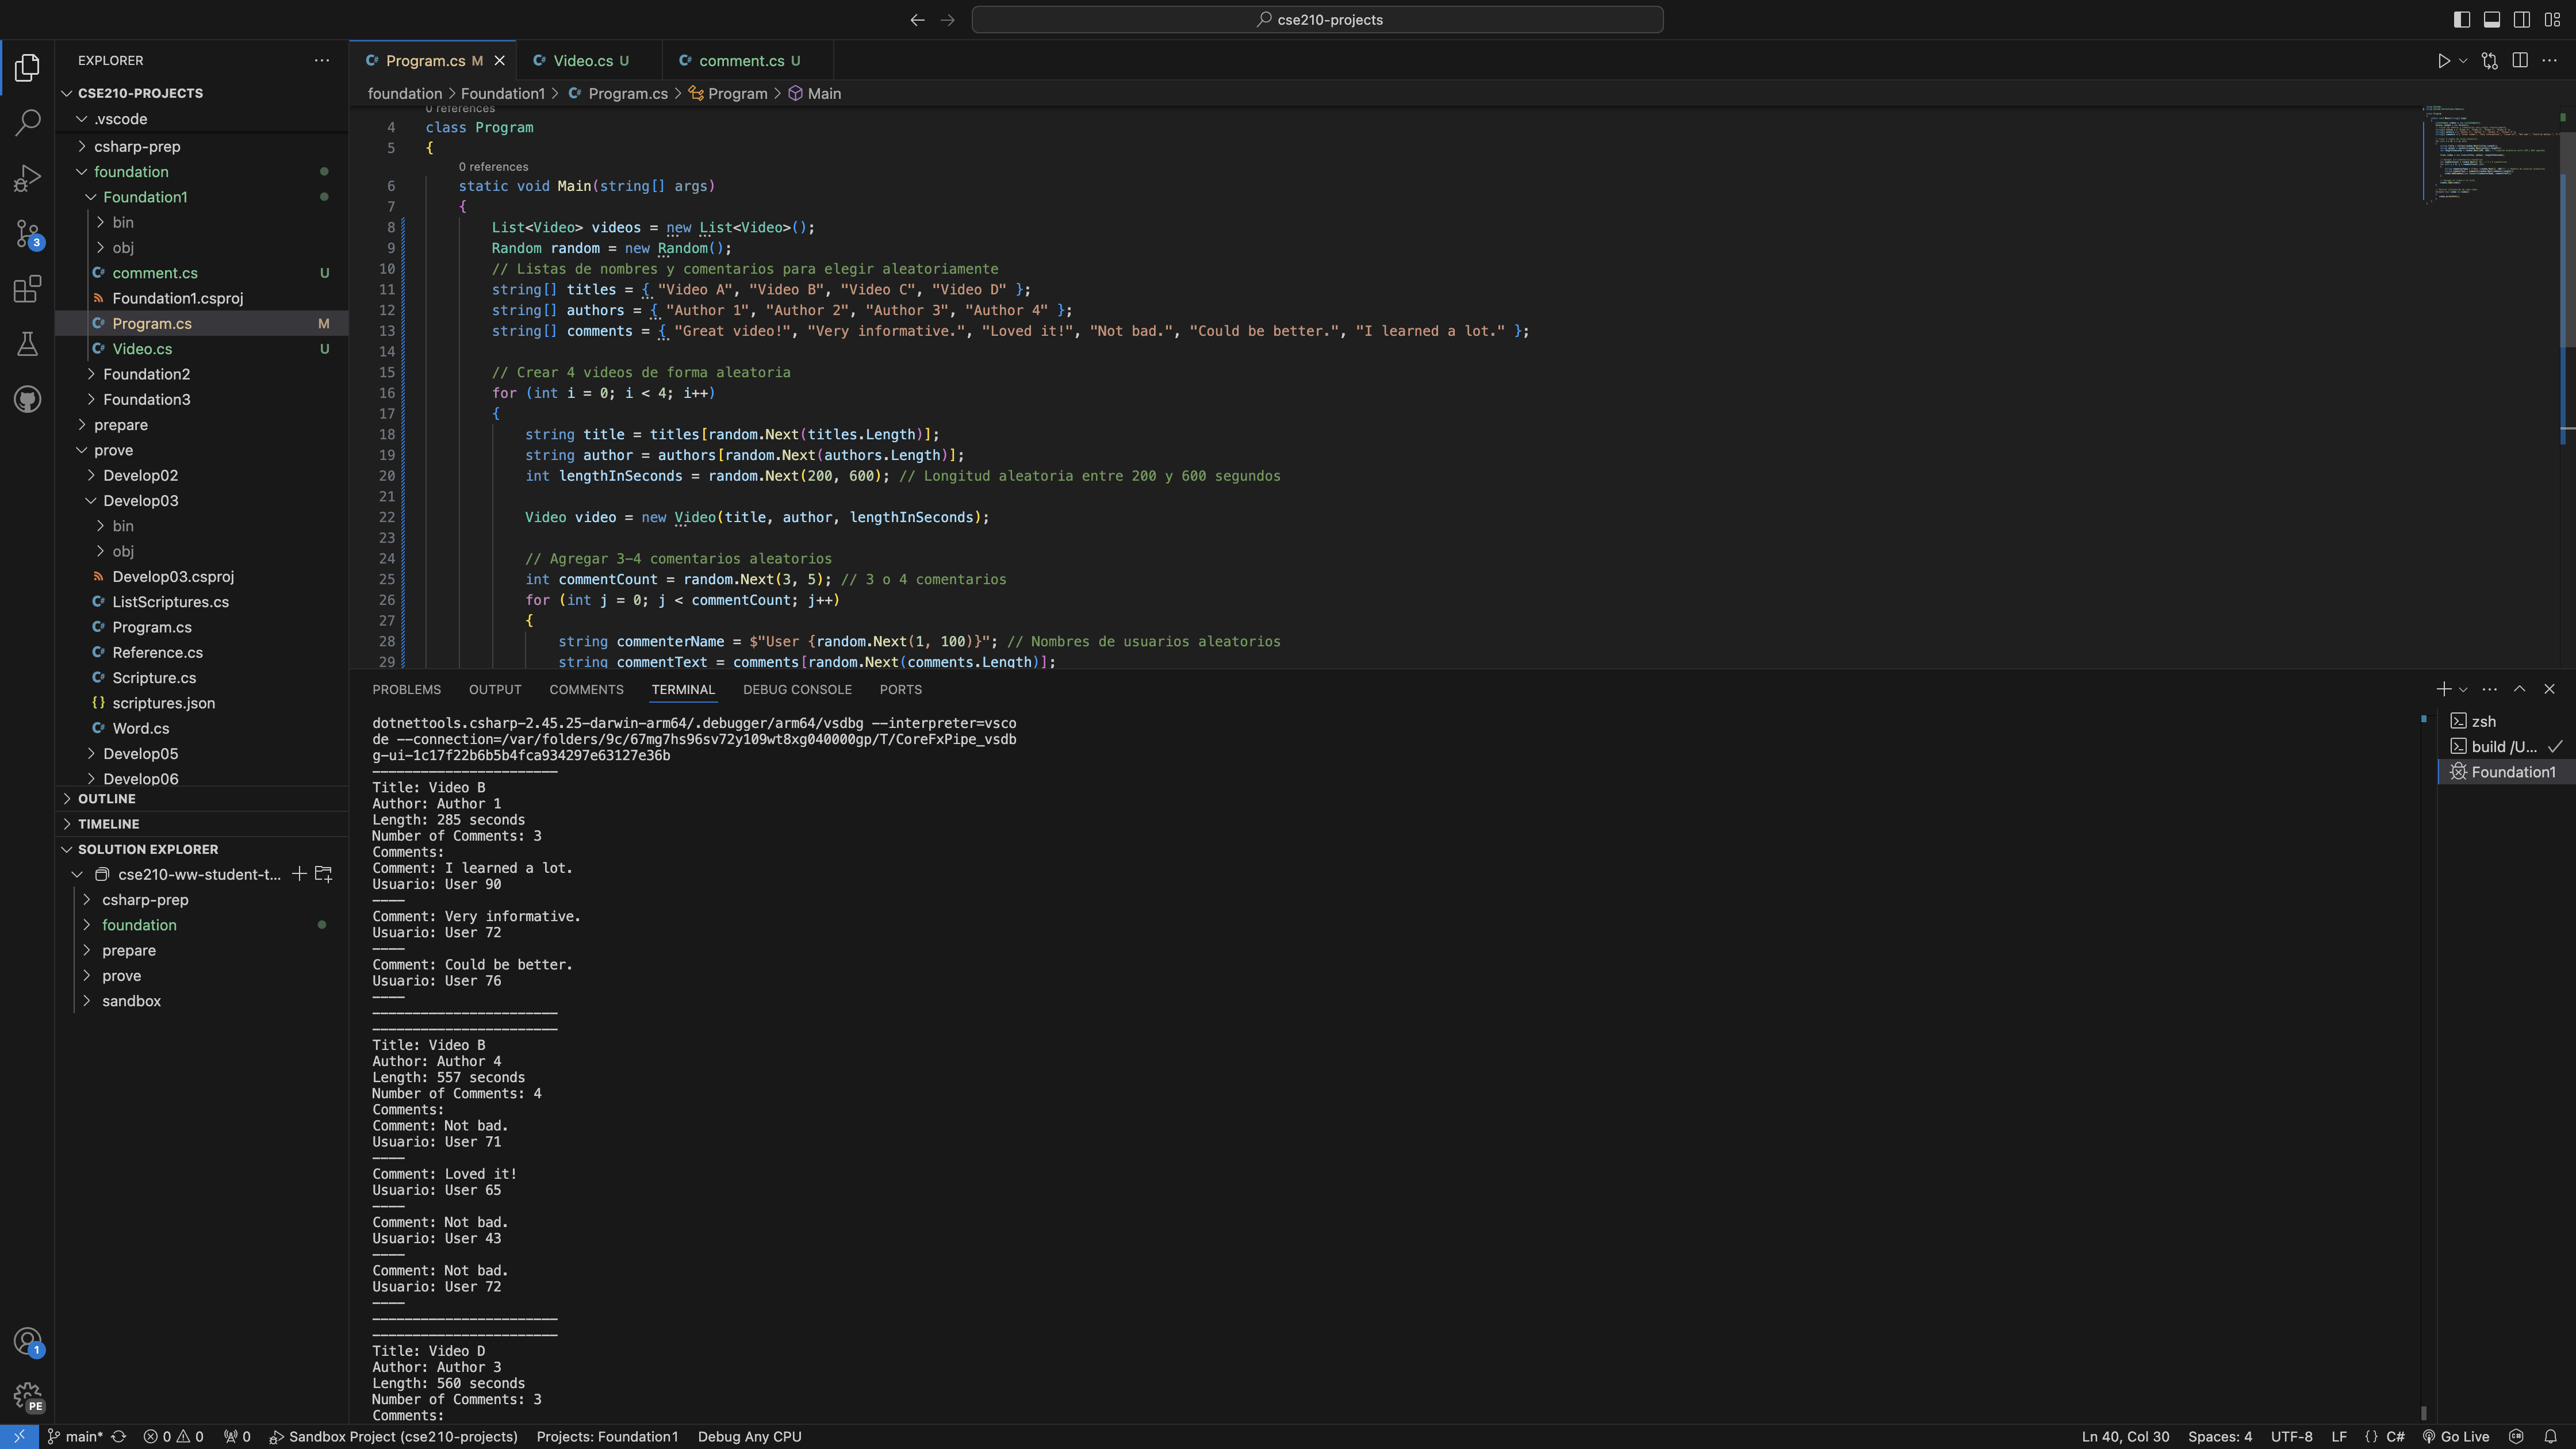 cse210-projects
EXPLORER
CSE210-PROJECTS
.vscode
csharp-prep
foundation
Foundation1
bin
obj
comment.cs U
Foundation1.csproj
Program.cs M
Video.cs U
Foundation2
Foundation3
prepare
prove
Develop02
Develop03
bin
obj
Develop03.csproj
ListScriptures.cs
Program.cs
Reference.cs
Scripture.cs
scriptures.json
Word.cs
Develop05
Develop06
OUTLINE
TIMELINE
SOLUTION EXPLORER
cse210-ww-student-t...
csharp-prep
foundation
prepare
prove
sandbox
Program.cs M Video.cs U comment.cs U
foundation > Foundation1 > Program.cs > Program > Main
0 references
4 class Program
5 {
0 references
6 static void Main(string[] args)
7 {
8 List<Video> videos = new List<Video>();
9 Random random = new Random();
10 // Listas de nombres y comentarios para elegir aleatoriamente
11 string[] titles = { "Video A", "Video B", "Video C", "Video D" };
12 string[] authors = { "Author 1", "Author 2", "Author 3", "Author 4" };
13 string[] comments = { "Great video!", "Very informative.", "Loved it!", "Not bad.", "Could be better.", "I learned a lot." };
14
15 // Crear 4 videos de forma aleatoria
16 for (int i = 0; i < 4; i++)
17 {
18 string title = titles[random.Next(titles.Length)];
19 string author = authors[random.Next(authors.Length)];
20 int lengthInSeconds = random.Next(200, 600); // Longitud aleatoria entre 200 y 600 segundos
21
22 Video video = new Video(title, author, lengthInSeconds);
23
24 // Agregar 3-4 comentarios aleatorios
25 int commentCount = random.Next(3, 5); // 3 o 4 comentarios
26 for (int j = 0; j < commentCount; j++)
27 {
28 string commenterName = $"User {random.Next(1, 100)}"; // Nombres de usuarios aleatorios
29 string commentText = comments[random.Next(comments.Length)];
PROBLEMS OUTPUT COMMENTS TERMINAL DEBUG CONSOLE PORTS
dotnettools.csharp-2.45.25-darwin-arm64/.debugger/arm64/vsdbg --interpreter=vsco
de --connection=/var/folders/9c/67mg7hs96sv72y109wt8xg040000gp/T/CoreFxPipe_vsdb
g-ui-1c17f22b6b5b4fca934297e63127e36b
-----------------------
Title: Video B
Author: Author 1
Length: 285 seconds
Number of Comments: 3
Comments:
Comment: I learned a lot.
Usuario: User 90
----
Comment: Very informative.
Usuario: User 72
----
Comment: Could be better.
Usuario: User 76
----
-----------------------
-----------------------
Title: Video B
Author: Author 4
Length: 557 seconds
Number of Comments: 4
Comments:
Comment: Not bad.
Usuario: User 71
----
Comment: Loved it!
Usuario: User 65
----
Comment: Not bad.
Usuario: User 43
----
Comment: Not bad.
Usuario: User 72
----
-----------------------
-----------------------
Title: Video D
Author: Author 3
Length: 560 seconds
Number of Comments: 3
Comments:
zsh
build /U...
Foundation1
3
1
PE
main* 0 0 0 Sandbox Project (cse210-projects) Projects: Foundation1 Debug Any CPU Ln 40, Col 30 Spaces: 4 UTF-8 LF {} C# Go Live